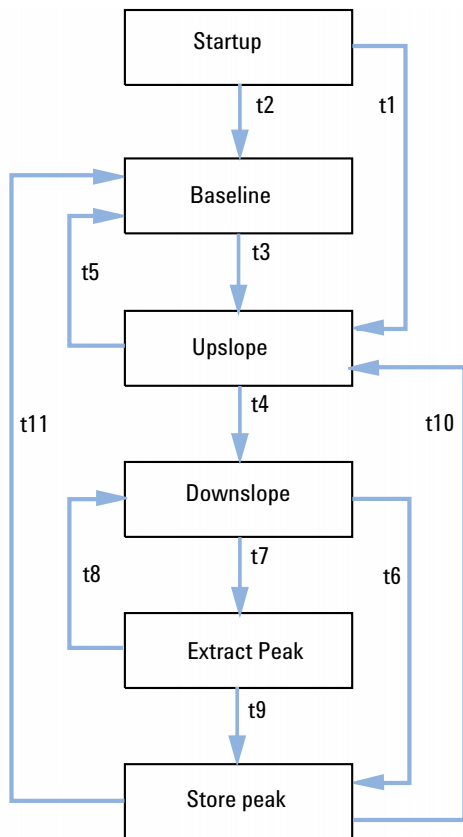 Startup
t2
t1
Baseline
t5
t3
Upslope
t11
t4
t10
Downslope
t8
t7
t6
Extract Peak
t9
Store peak